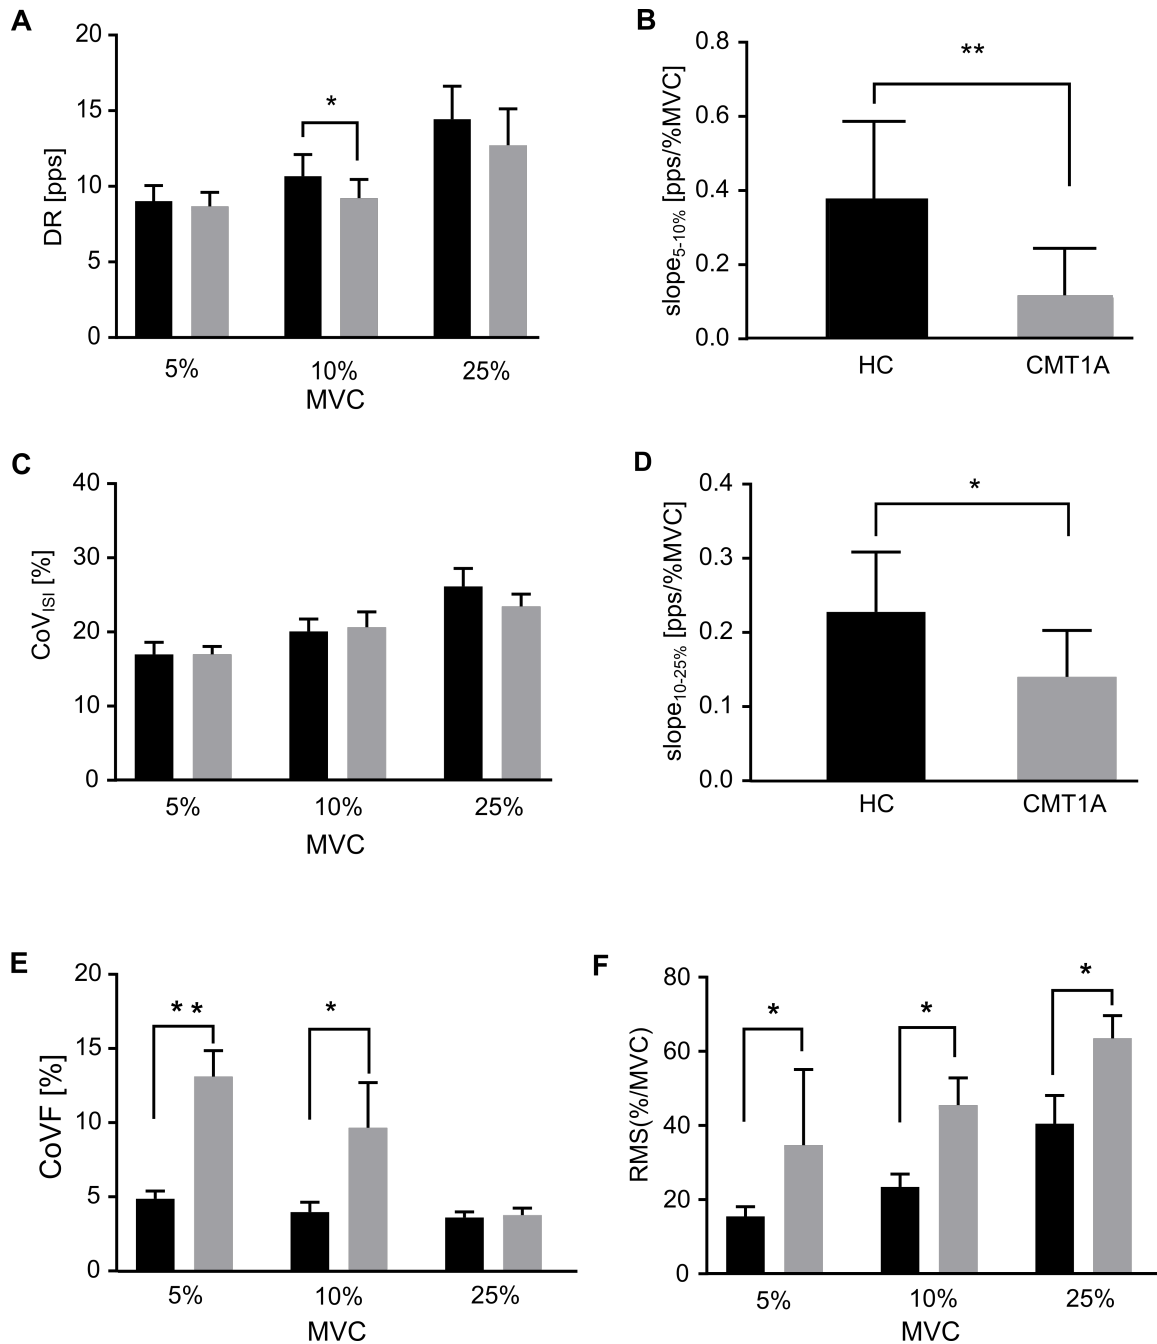 A
20
15
10
5
0
DR [pps]
*
5%
10%
25%
MVC
B
0.8
0.6
0.4
0.2
0.0
slope5-10% [pps/%MVC]
**
HC
CMT1A
C
40
30
20
10
0
CoVISI [%]
5%
10%
25%
MVC
D
0.4
0.3
0.2
0.1
0.0
slope10-25% [pps/%MVC]
*
HC
CMT1A
E
20
15
10
5
0
CoVF [%]
* *
*
5%
10%
25%
MVC
F
80
60
40
20
0
RMS(%/MVC)
*
*
*
5%
10%
25%
MVC